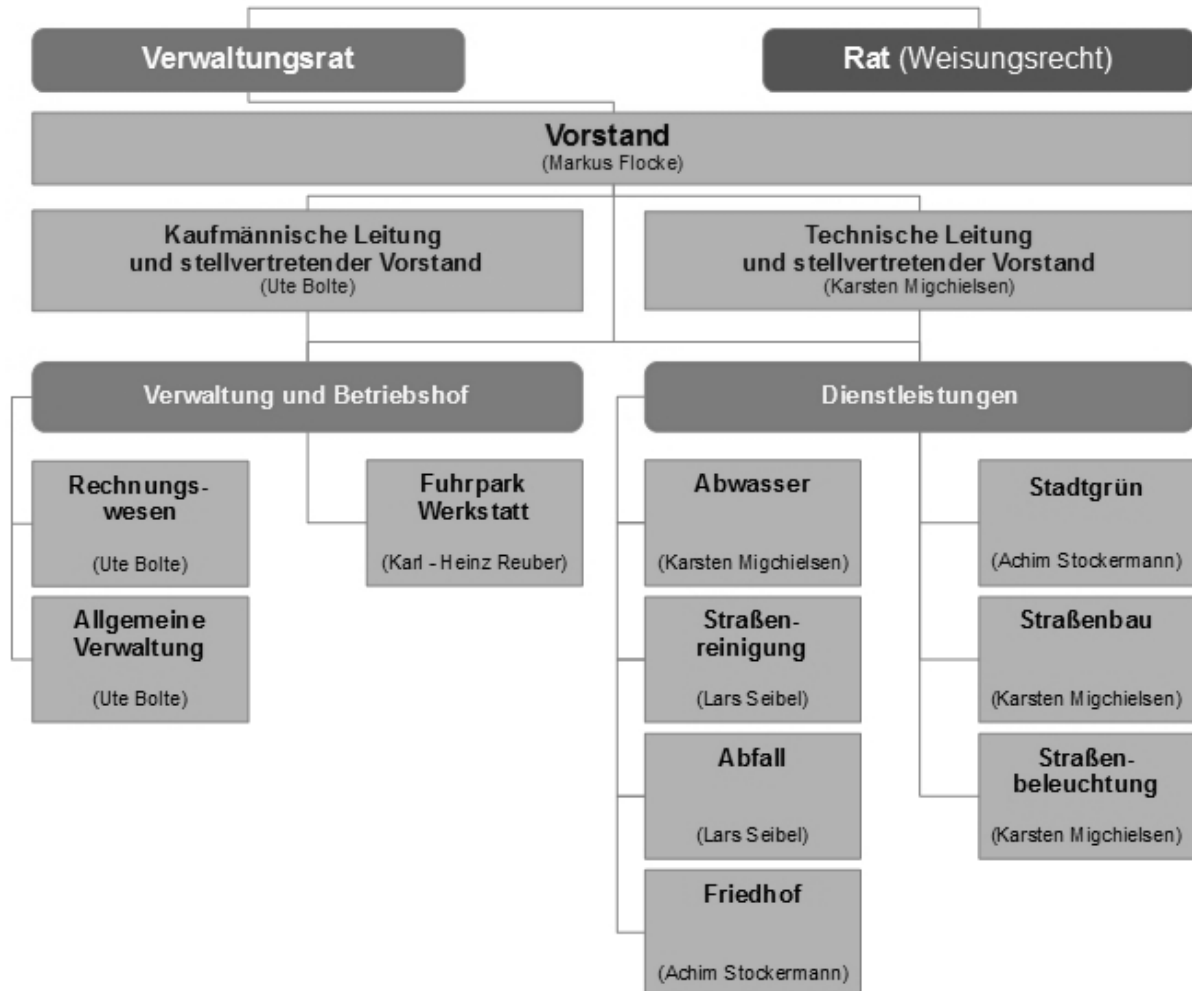 Verwaltungsrat
Rat (Weisungsrecht)
Vorstand
(Markus Flocke)
Kaufmännische Leitung
und stellvertretender Vorstand
(Ute Bolte)
Technische Leitung
und stellvertretender Vorstand
(Karsten Migchielsen)
Verwaltung und Betriebshof
Rechnungs-
wesen
(Ute Bolte)
Allgemeine
Verwaltung
(Ute Bolte)
Fuhrpark
Werkstatt
(Karl - Heinz Reuber)
Dienstleistungen
Abwasser
(Karsten Migchielsen)
Straßen-
reinigung
(Lars Seibel)
Abfall
(Lars Seibel)
Friedhof
(Achim Stockermann)
Stadtgrün
(Achim Stockermann)
Straßenbau
(Karsten Migchielsen)
Straßen-
beleuchtung
(Karsten Migchielsen)